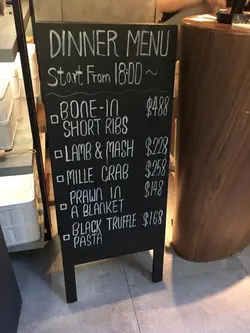 DINNER MENU
Start From 18:00~
BONE-IN $488
SHORT RIBS
LAMB & MASH $228
MILLE CRAB $258
PRAWN IN $148
A BLANKET
BLACK TRUFFLE $168
PASTA